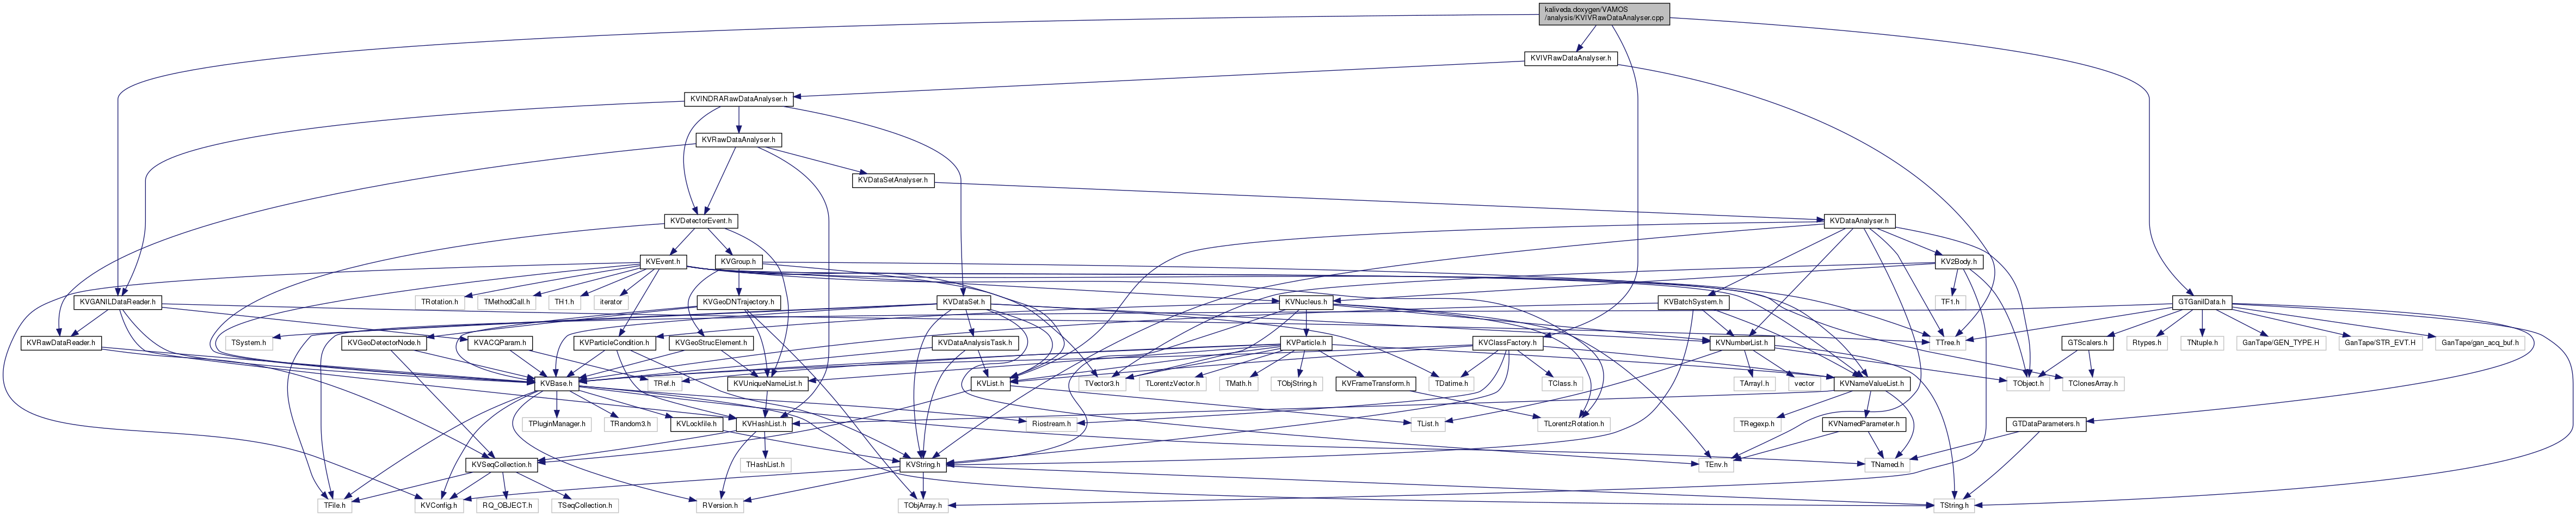 kaliveda.doxygen/VAMOS
/analysis/KVIVRawDataAnalyser.cpp
KVIVRawDataAnalyser.h
KVINDRARawDataAnalyser.h
KVRawDataAnalyser.h
KVDataSetAnalyser.h
KVDetectorEvent.h
KVDataAnalyser.h
KVEvent.h
KVGroup.h
KV2Body.h
KVGANILDataReader.h
TRotation.h
TMethodCall.h
TH1.h
iterator
KVGeoDNTrajectory.h
KVDataSet.h
KVNucleus.h
KVBatchSystem.h
TF1.h
GTGanilData.h
KVRawDataReader.h
TSystem.h
KVGeoDetectorNode.h
KVACQParam.h
KVParticleCondition.h
KVGeoStrucElement.h
KVDataAnalysisTask.h
KVParticle.h
KVClassFactory.h
KVNumberList.h
TTree.h
GTScalers.h
Rtypes.h
TNtuple.h
GanTape/GEN_TYPE.H
GanTape/STR_EVT.H
GanTape/gan_acq_buf.h
KVBase.h
TRef.h
KVUniqueNameList.h
KVList.h
TVector3.h
TLorentzVector.h
TMath.h
TObjString.h
KVFrameTransform.h
TDatime.h
TClass.h
TArrayI.h
vector
KVNameValueList.h
TObject.h
TClonesArray.h
TPluginManager.h
TRandom3.h
KVLockfile.h
KVHashList.h
Riostream.h
TList.h
TLorentzRotation.h
TRegexp.h
KVNamedParameter.h
GTDataParameters.h
KVSeqCollection.h
THashList.h
KVString.h
TEnv.h
TNamed.h
TFile.h
KVConfig.h
RQ_OBJECT.h
TSeqCollection.h
RVersion.h
TObjArray.h
TString.h